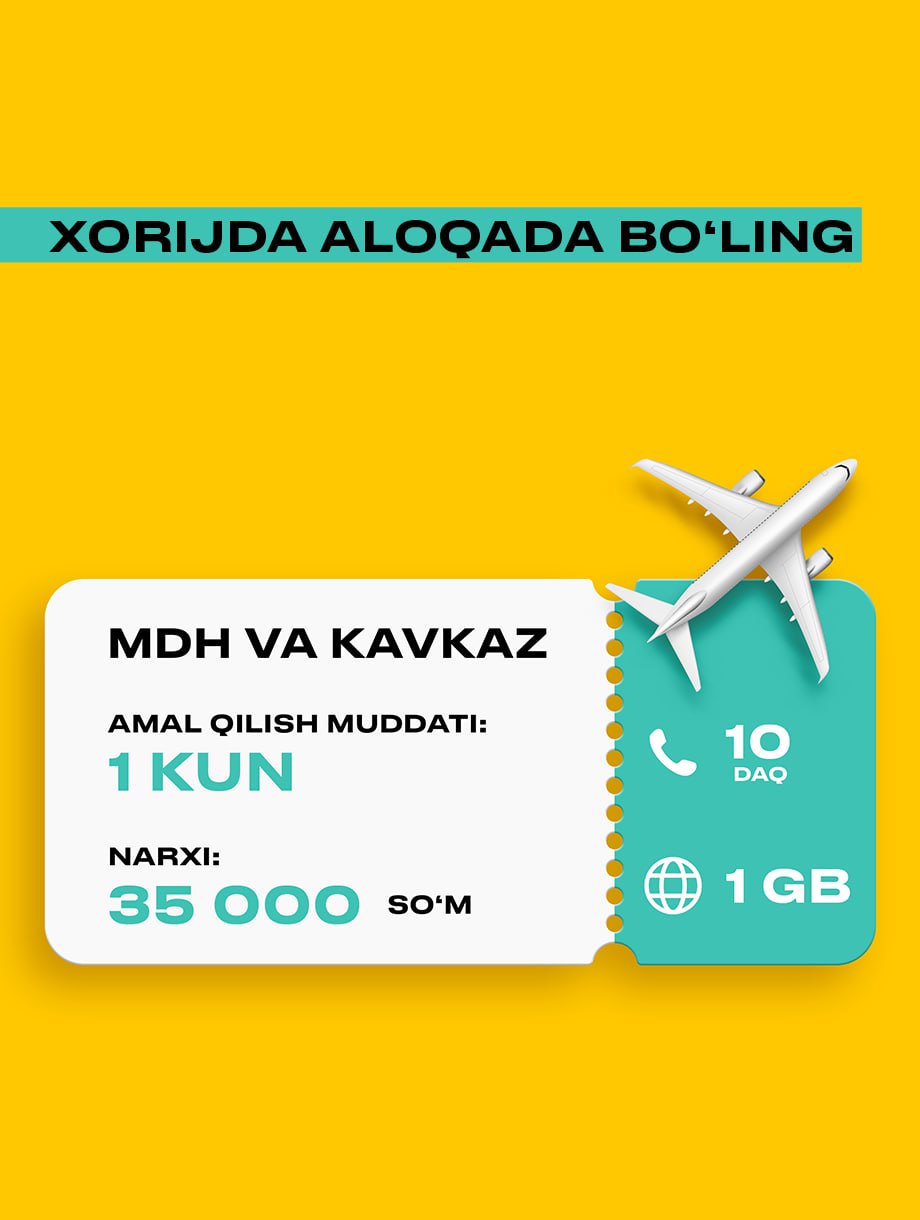 XORIJDA ALOQADA BO‘LING
MDH VA KAVKAZ
AMAL QILISH MUDDATI:
1 KUN
NARXI:
35 000 SO‘M
10
DAQ
1 GB